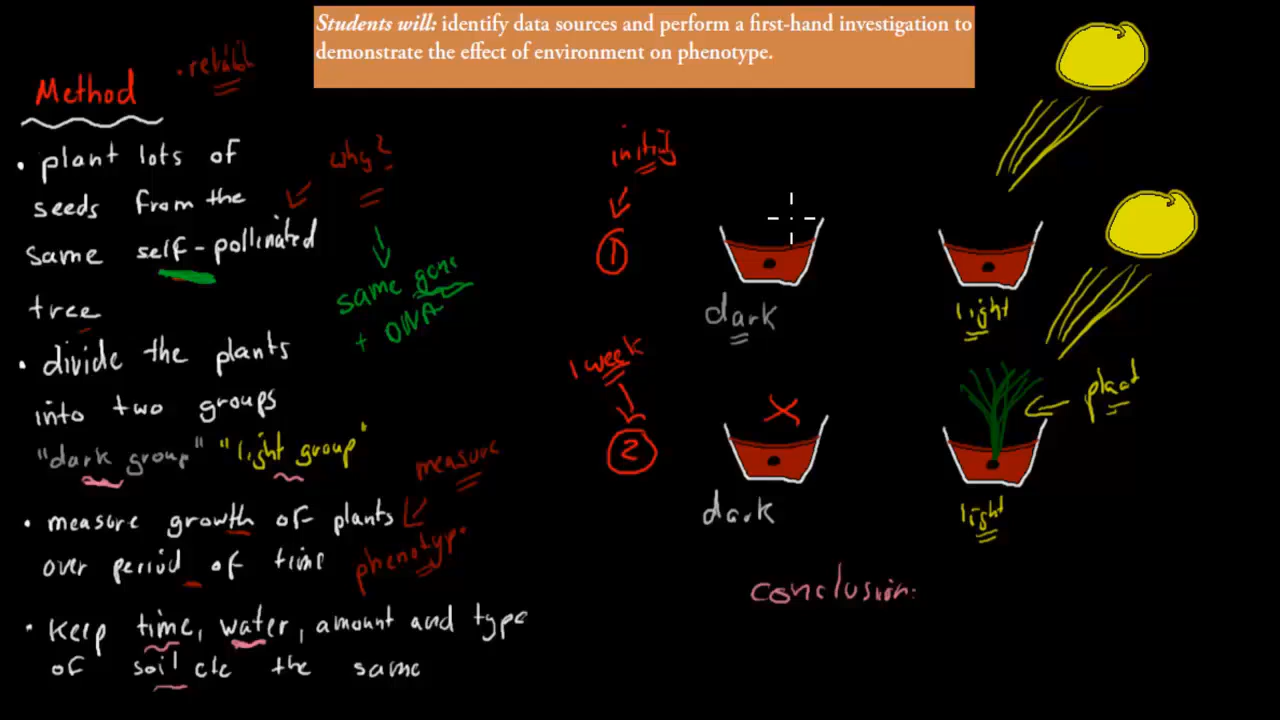 Students will: identify data sources and perform a first-hand investigation to
demonstrate the effect of environment on phenotype.
Method
• plant lots of
seeds from the
same self-pollinated
tree
why?
same gene
+ DNA
• divide the plants
into two groups
"dark group" "light group"
• measure growth of plants
over period of time
measure
phenotype
• Keep time, water, amount and type
of soil etc the same
1
dark
light
1 week
2
plant
dark
light
conclusion: